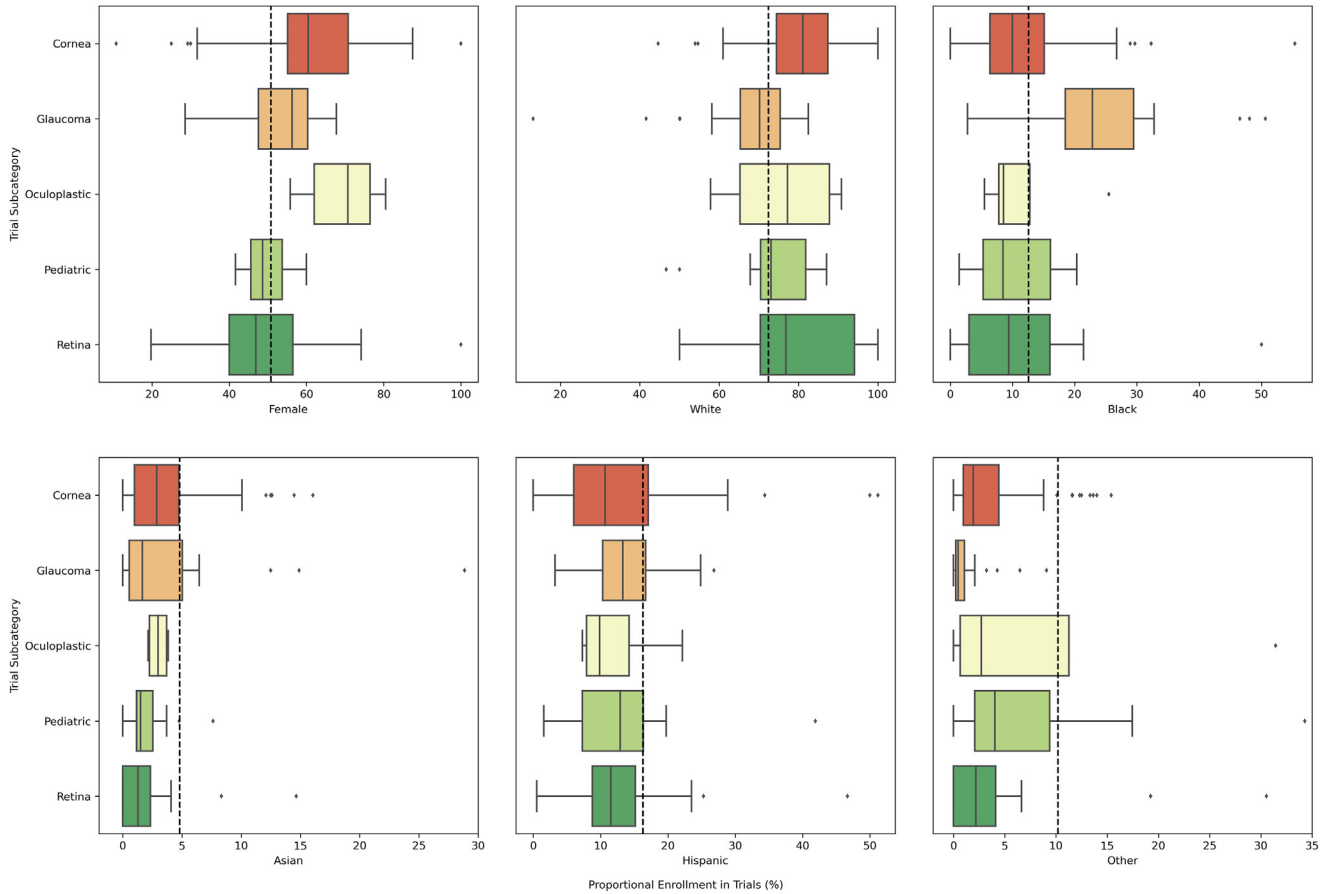 Trial Subcategory
Cornea
Glaucoma
Oculoplastic
Pediatric
Retina
20 40 60 80 100
Female
20 40 60 80 100
White
0 10 20 30 40 50
Black
Trial Subcategory
Cornea
Glaucoma
Oculoplastic
Pediatric
Retina
0 5 10 15 20 25 30
Asian
0 10 20 30 40 50
Hispanic
0 5 10 15 20 25 30 35
Other
Proportional Enrollment in Trials (%)